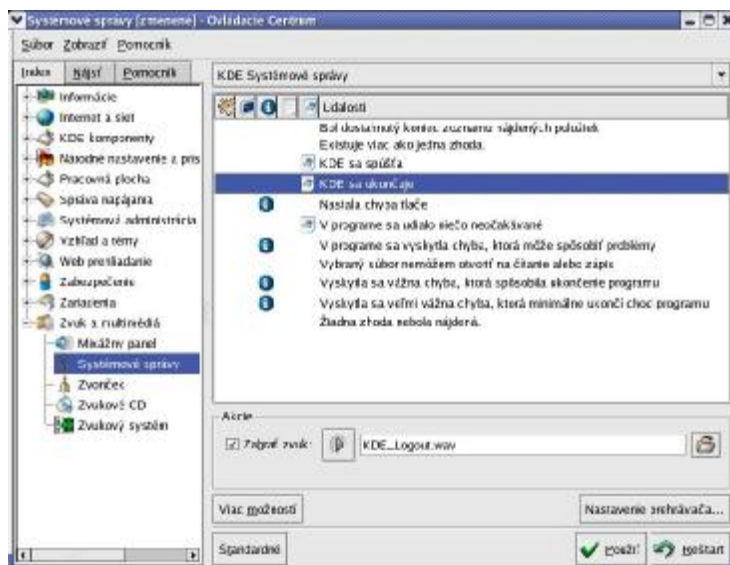 Systémové správy [zmenené] - Ovládacie Centrum
Súbor Zobraziť Pomocník
Index Nájsť Pomocník
Informácie
Internet a sieť
KDE komponenty
Národné nastavenie a prís
Pracovná plocha
Správa napájania
Systémová administrácia
Vzhľad a témy
Web prehliadanie
Zabezpečenie
Zariadenia
Zvuk a multimédiá
Mixážny panel
Systémové správy
Zvonček
Zvukové CD
Zvukový systém
KDE Systémové správy
Udalosti
Bol dosiahnutý koniec zoznamu nájdených položiek
Existuje viac ako jedna zhoda.
KDE sa spúšťa
KDE sa ukončuje
Nastala chyba tlače
V programe sa udialo niečo neočakávané
V programe sa vyskytla chyba, ktorá môže spôsobiť problémy
Vybraný súbor nemôžem otvoriť na čítanie alebo zápis
Vyskytla sa vážna chyba, ktorá spôsobila skončenie programu
Vyskytla sa veľmi vážna chyba, ktorá minimálne ukončí choc programu
Žiadna zhoda nebola nájdená.
Akcie
Zahrať zvuk:
KDE_Logout.wav
Viac možností
Nastavenie prehrávača...
Štandardné
Použiť
Reštart